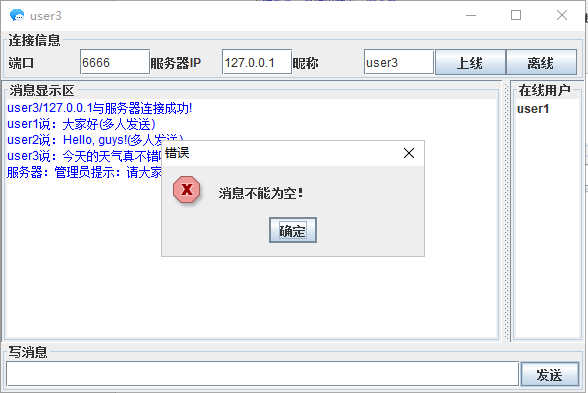 user3
连接信息
端口 6666 服务器IP 127.0.0.1 昵称 user3 上线 离线
消息显示区 在线用户
user3/127.0.0.1与服务器连接成功!
user1
user1说：大家好(多人发送)
user2说：Hello, guys!(多人发送)
user3说：今天的天气真不错
服务器：管理员提示：请大家
错误
消息不能为空!
确定
写消息
发送